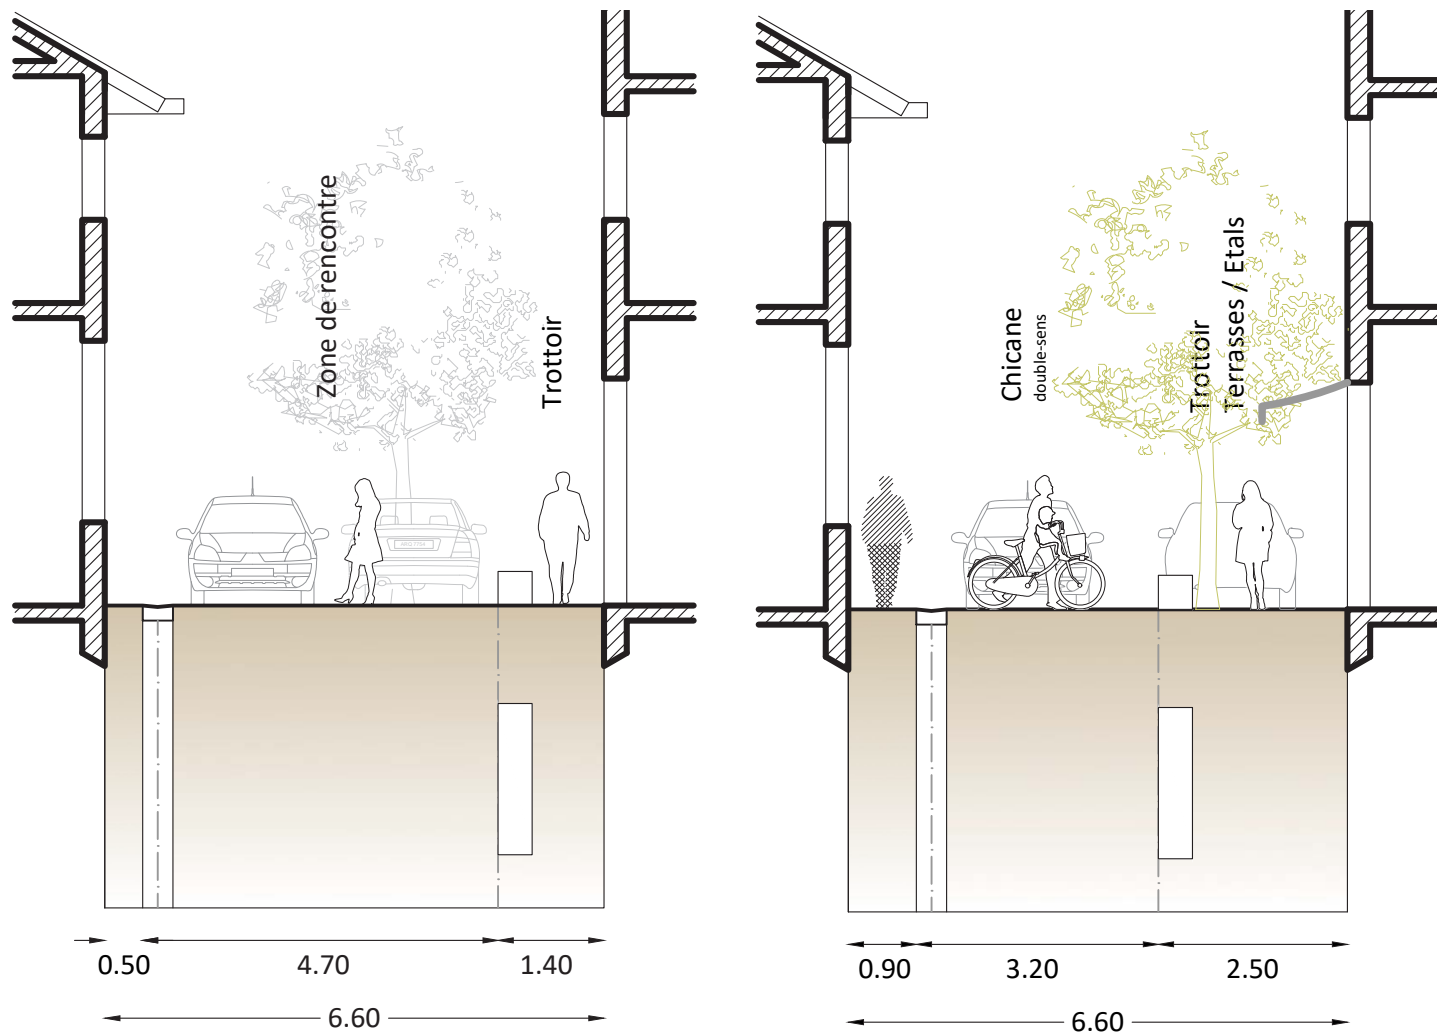 Zone de rencontre
Trottoir
0.50
4.70
1.40
6.60
Chicane
double-sens
Trottoir
Terrasses / Etals
0.90
3.20
2.50
6.60